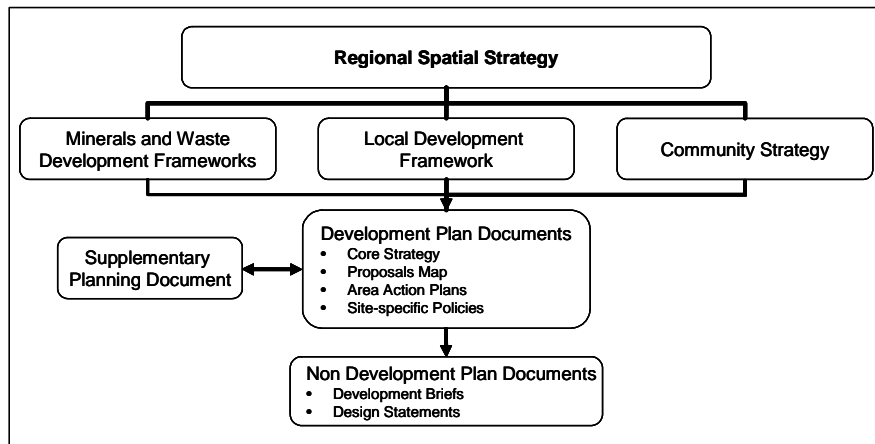 Regional Spatial Strategy
Minerals and Waste
Development Frameworks
Local Development
Framework
Community Strategy
Supplementary
Planning Document
Development Plan Documents
• Core Strategy
• Proposals Map
• Area Action Plans
• Site-specific Policies
Non Development Plan Documents
• Development Briefs
• Design Statements